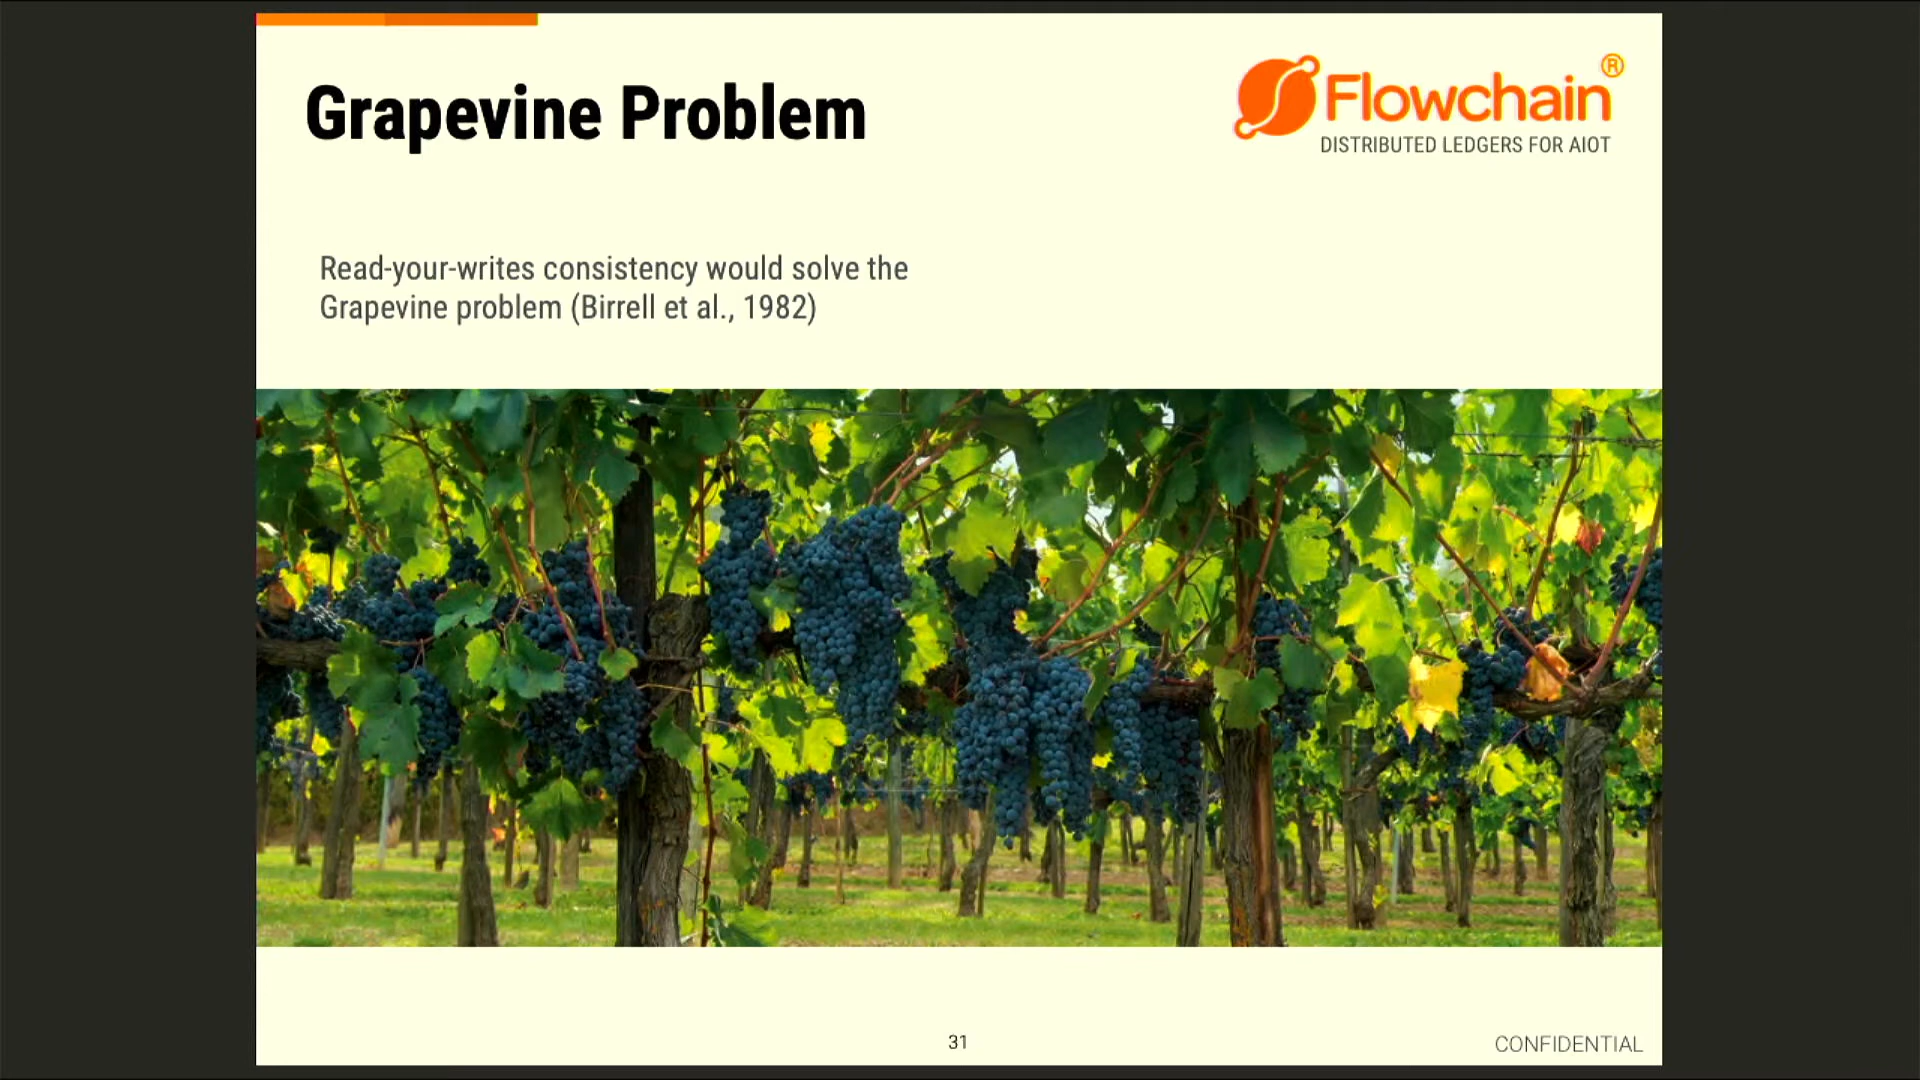 Grapevine Problem
Flowchain®
DISTRIBUTED LEDGERS FOR AIOT
Read-your-writes consistency would solve the
Grapevine problem (Birrell et al., 1982)
31
CONFIDENTIAL